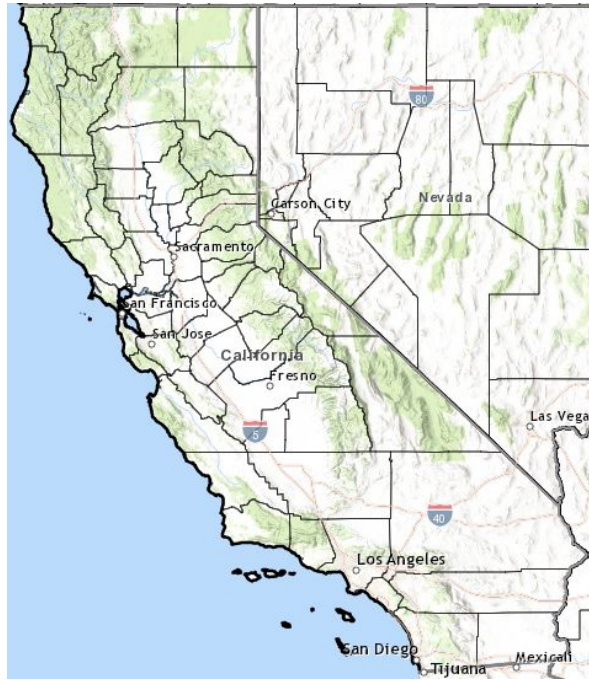 80
Carson City
Nevada
Sacramento
San Francisco
San Jose
California
Fresno
Las Vega
5
40
Los Angeles
San Diego
Tijuana
Mexicali